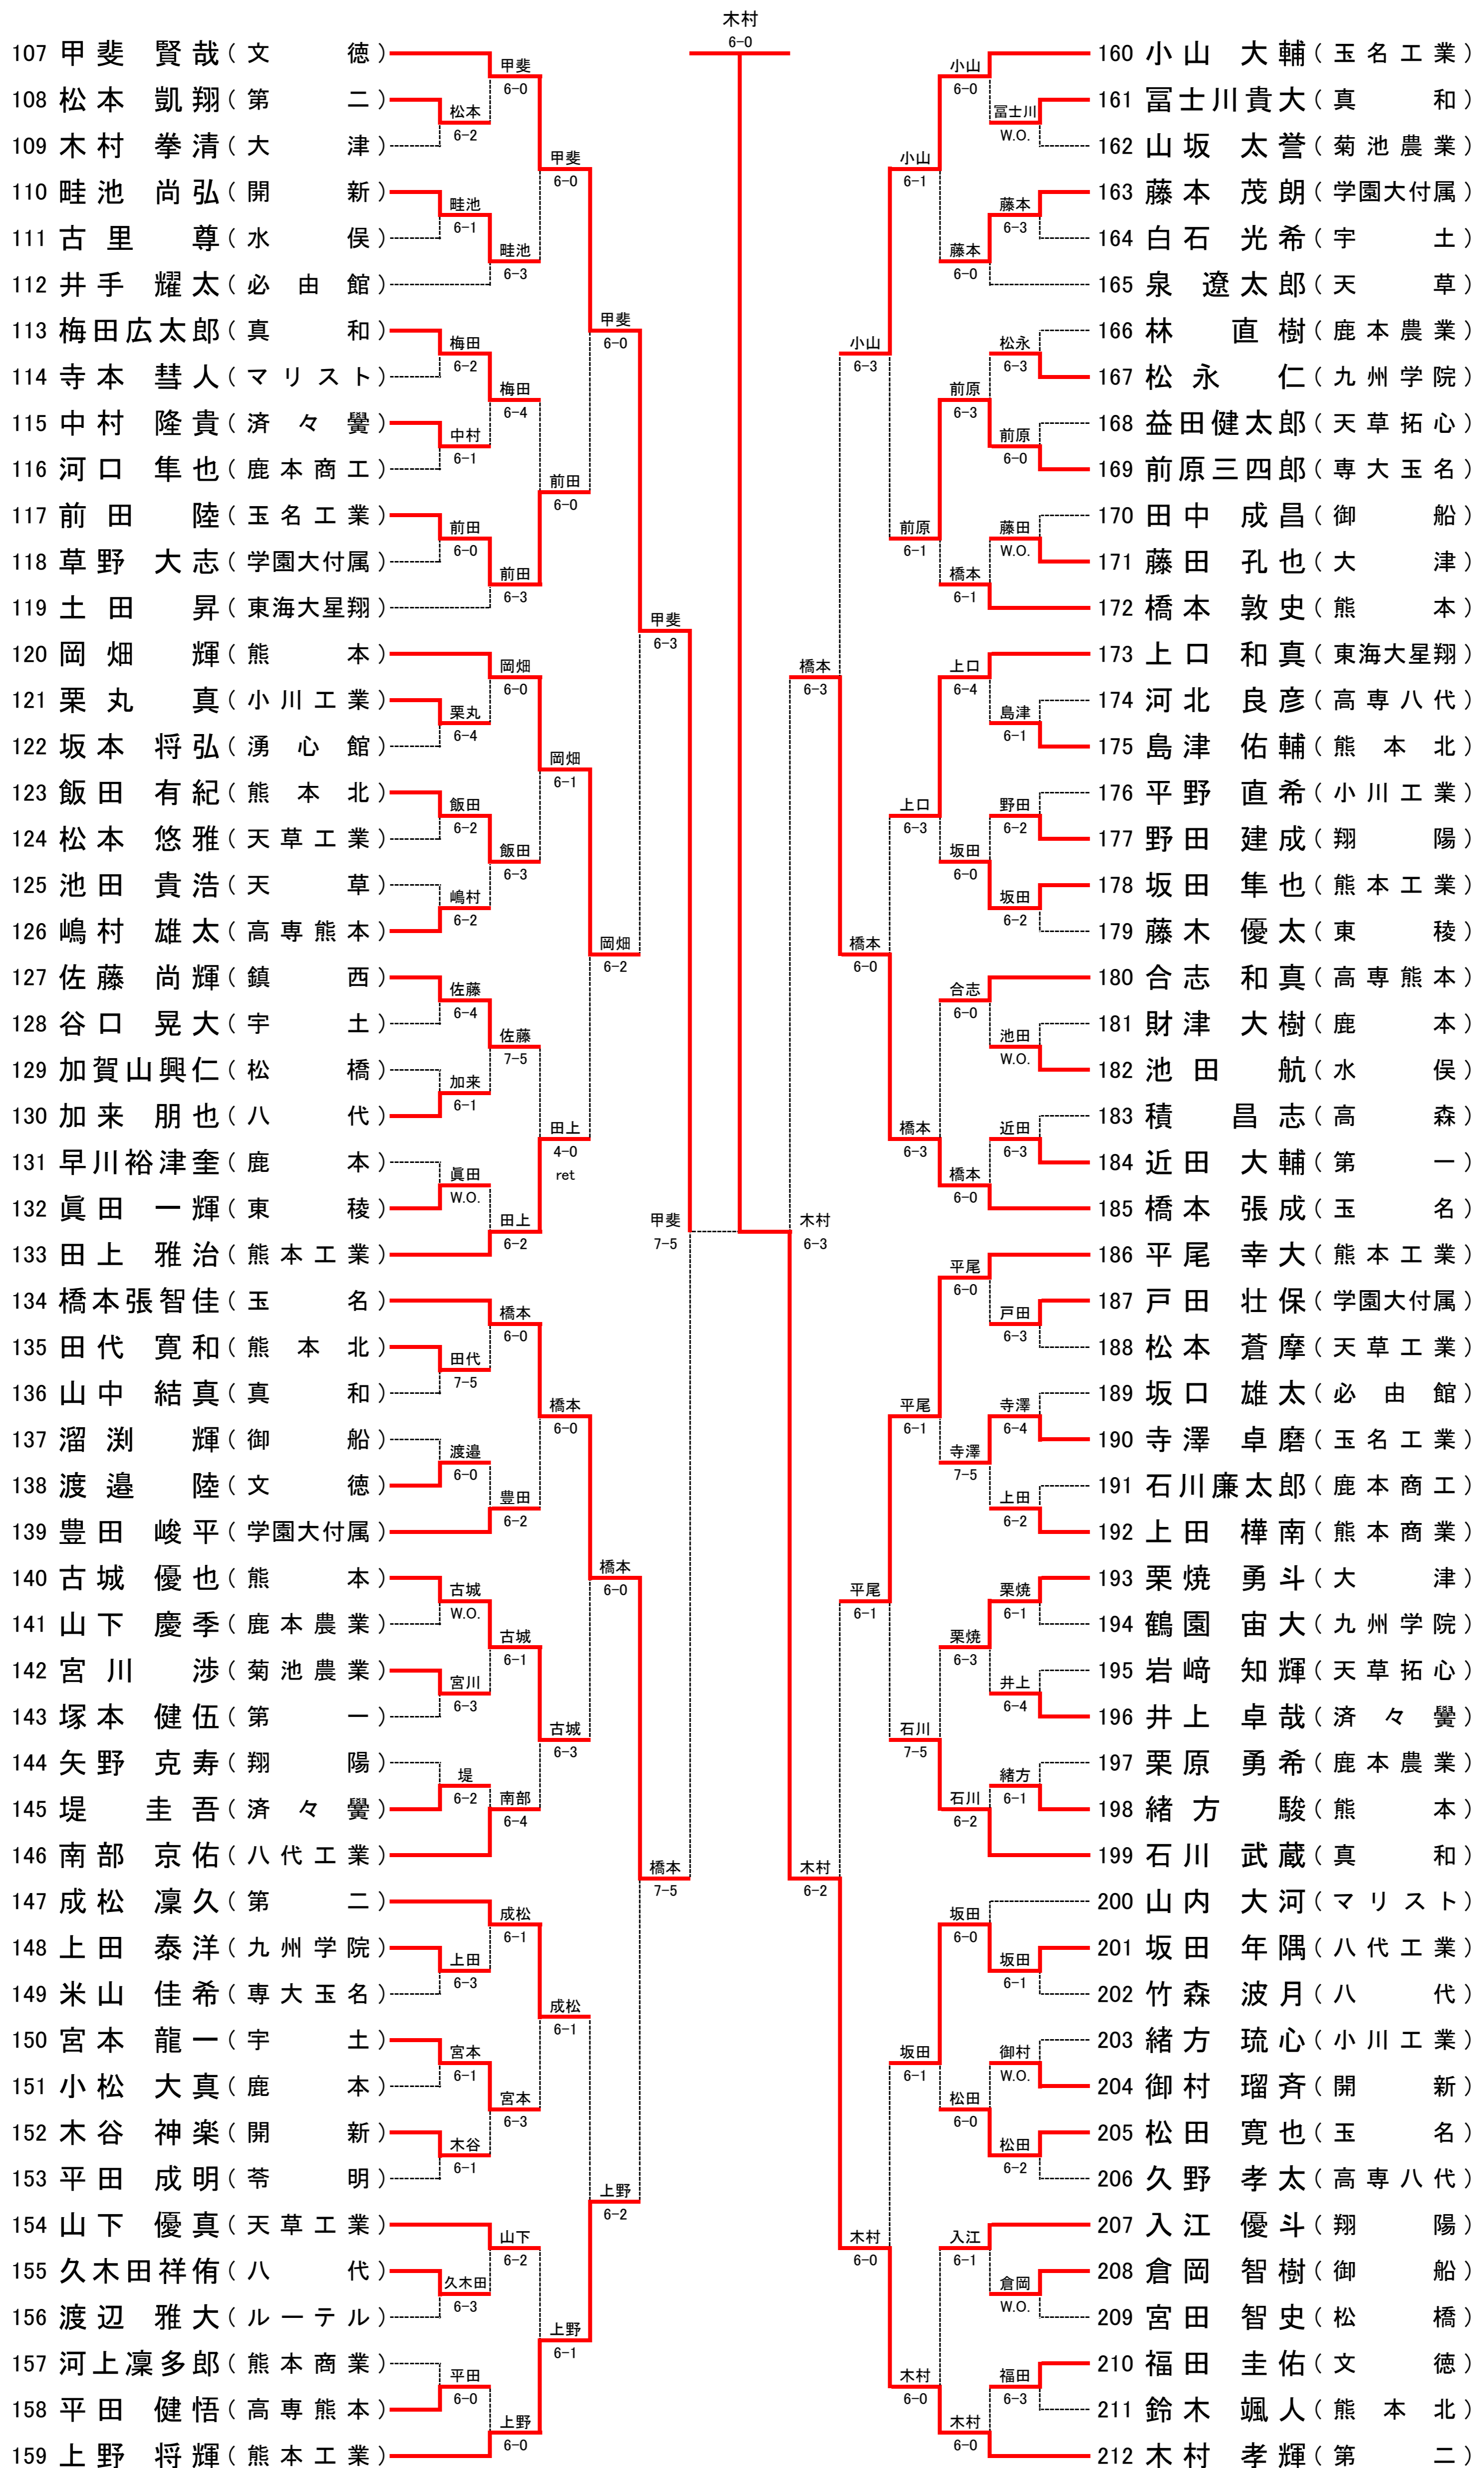 木村
6-0
107 甲斐 賢哉 ( 文 徳 )
108 松本 凱翔 ( 第 二 )
109 木村 拳清 ( 大 津 )
110 畦池 尚弘 ( 開 新 )
111 古里 尊 ( 水 俣 )
112 井手 耀太 ( 必 由 館 )
113 梅田広太郎 ( 真 和 )
114 寺本 彗人 ( マリスト )
115 中村 隆貴 ( 済 々 黌 )
116 河口 隼也 ( 鹿本商工 )
117 前田 陸 ( 玉名工業 )
118 草野 大志 ( 学園大付属 )
119 土田 昇 ( 東海大星翔 )
120 岡畑 輝 ( 熊 本 )
121 栗丸 真 ( 小川工業 )
122 坂本 将弘 ( 湧 心 館 )
123 飯田 有紀 ( 熊 本 北 )
124 松本 悠雅 ( 天草工業 )
125 池田 貴浩 ( 天 草 )
126 嶋村 雄太 ( 高専熊本 )
127 佐藤 尚輝 ( 鎮 西 )
128 谷口 晃大 ( 宇 土 )
129 加賀山興仁 ( 松 橋 )
130 加来 朋也 ( 八 代 )
131 早川裕津奎 ( 鹿 本 )
132 眞田 一輝 ( 東 稜 )
133 田上 雅治 ( 熊本工業 )
134 橋本張智佳 ( 玉 名 )
135 田代 寛和 ( 熊 本 北 )
136 山中 結真 ( 真 和 )
137 溜渕 輝 ( 御 船 )
138 渡邉 陸 ( 文 徳 )
139 豊田 峻平 ( 学園大付属 )
140 古城 優也 ( 熊 本 )
141 山下 慶季 ( 鹿本農業 )
142 宮川 渉 ( 菊池農業 )
143 塚本 健伍 ( 第 一 )
144 矢野 克寿 ( 翔 陽 )
145 堤 圭吾 ( 済 々 黌 )
146 南部 京佑 ( 八代工業 )
147 成松 凜久 ( 第 二 )
148 上田 泰洋 ( 九州学院 )
149 米山 佳希 ( 専大玉名 )
150 宮本 龍一 ( 宇 土 )
151 小松 大真 ( 鹿 本 )
152 木谷 神楽 ( 開 新 )
153 平田 成明 ( 苓 明 )
154 山下 優真 ( 天草工業 )
155 久木田祥侑 ( 八 代 )
156 渡辺 雅大 ( ルーテル )
157 河上凜多郎 ( 熊本商業 )
158 平田 健悟 ( 高専熊本 )
159 上野 将輝 ( 熊本工業 )
甲斐
6-0
松本
6-2
畦池
6-1
畦池
6-3
甲斐
6-0
梅田
6-2
中村
6-1
梅田
6-4
前田
6-0
前田
6-3
前田
6-0
甲斐
6-0
岡畑
6-0
栗丸
6-4
飯田
6-2
嶋村
6-2
飯田
6-3
岡畑
6-1
佐藤
6-4
加来
6-1
佐藤
7-5
眞田
W.O.
田上
6-2
田上
4-0
ret
岡畑
6-2
甲斐
6-3
橋本
6-0
田代
7-5
渡邉
6-0
豊田
6-2
橋本
6-0
古城
W.O.
宮川
6-3
古城
6-1
堤
6-2
南部
6-4
古城
6-3
橋本
6-0
成松
6-1
上田
6-3
宮本
6-1
木谷
6-1
宮本
6-3
成松
6-1
山下
6-2
久木田
6-3
平田
6-0
上野
6-0
上野
6-1
上野
6-2
橋本
7-5
甲斐
7-5
木村
6-3
160 小山 大輔 ( 玉名工業 )
161 冨士川貴大 ( 真 和 )
162 山坂 太誉 ( 菊池農業 )
163 藤本 茂朗 ( 学園大付属 )
164 白石 光希 ( 宇 土 )
165 泉 遼太郎 ( 天 草 )
166 林 直樹 ( 鹿本農業 )
167 松永 仁 ( 九州学院 )
168 益田健太郎 ( 天草拓心 )
169 前原三四郎 ( 専大玉名 )
170 田中 成昌 ( 御 船 )
171 藤田 孔也 ( 大 津 )
172 橋本 敦史 ( 熊 本 )
173 上口 和真 ( 東海大星翔 )
174 河北 良彦 ( 高専八代 )
175 島津 佑輔 ( 熊 本 北 )
176 平野 直希 ( 小川工業 )
177 野田 建成 ( 翔 陽 )
178 坂田 隼也 ( 熊本工業 )
179 藤木 優太 ( 東 稜 )
180 合志 和真 ( 高専熊本 )
181 財津 大樹 ( 鹿 本 )
182 池田 航 ( 水 俣 )
183 積 昌志 ( 高 森 )
184 近田 大輔 ( 第 一 )
185 橋本 張成 ( 玉 名 )
186 平尾 幸大 ( 熊本工業 )
187 戸田 壮保 ( 学園大付属 )
188 松本 蒼摩 ( 天草工業 )
189 坂口 雄太 ( 必 由 館 )
190 寺澤 卓磨 ( 玉名工業 )
191 石川廉太郎 ( 鹿本商工 )
192 上田 樺南 ( 熊本商業 )
193 栗焼 勇斗 ( 大 津 )
194 鶴園 宙大 ( 九州学院 )
195 岩﨑 知輝 ( 天草拓心 )
196 井上 卓哉 ( 済 々 黌 )
197 栗原 勇希 ( 鹿本農業 )
198 緒方 駿 ( 熊 本 )
199 石川 武蔵 ( 真 和 )
200 山内 大河 ( マリスト )
201 坂田 年隅 ( 八代工業 )
202 竹森 波月 ( 八 代 )
203 緒方 琉心 ( 小川工業 )
204 御村 瑠斉 ( 開 新 )
205 松田 寛也 ( 玉 名 )
206 久野 孝太 ( 高専八代 )
207 入江 優斗 ( 翔 陽 )
208 倉岡 智樹 ( 御 船 )
209 宮田 智史 ( 松 橋 )
210 福田 圭佑 ( 文 徳 )
211 鈴木 颯人 ( 熊 本 北 )
212 木村 孝輝 ( 第 二 )
小山
6-0
冨士川
W.O.
藤本
6-3
藤本
6-0
小山
6-1
松永
6-3
前原
6-0
前原
6-3
藤田
W.O.
橋本
6-1
前原
6-1
小山
6-3
上口
6-4
島津
6-1
野田
6-2
坂田
6-2
坂田
6-0
上口
6-3
合志
6-0
池田
W.O.
近田
6-3
橋本
6-0
橋本
6-3
橋本
6-0
橋本
6-3
平尾
6-0
戸田
6-3
寺澤
6-4
上田
6-2
寺澤
7-5
平尾
6-1
栗焼
6-1
井上
6-4
栗焼
6-3
緒方
6-1
石川
6-2
石川
7-5
平尾
6-1
坂田
6-0
坂田
6-1
御村
W.O.
松田
6-2
松田
6-0
坂田
6-1
入江
6-1
倉岡
W.O.
福田
6-3
木村
6-0
木村
6-0
木村
6-0
木村
6-2